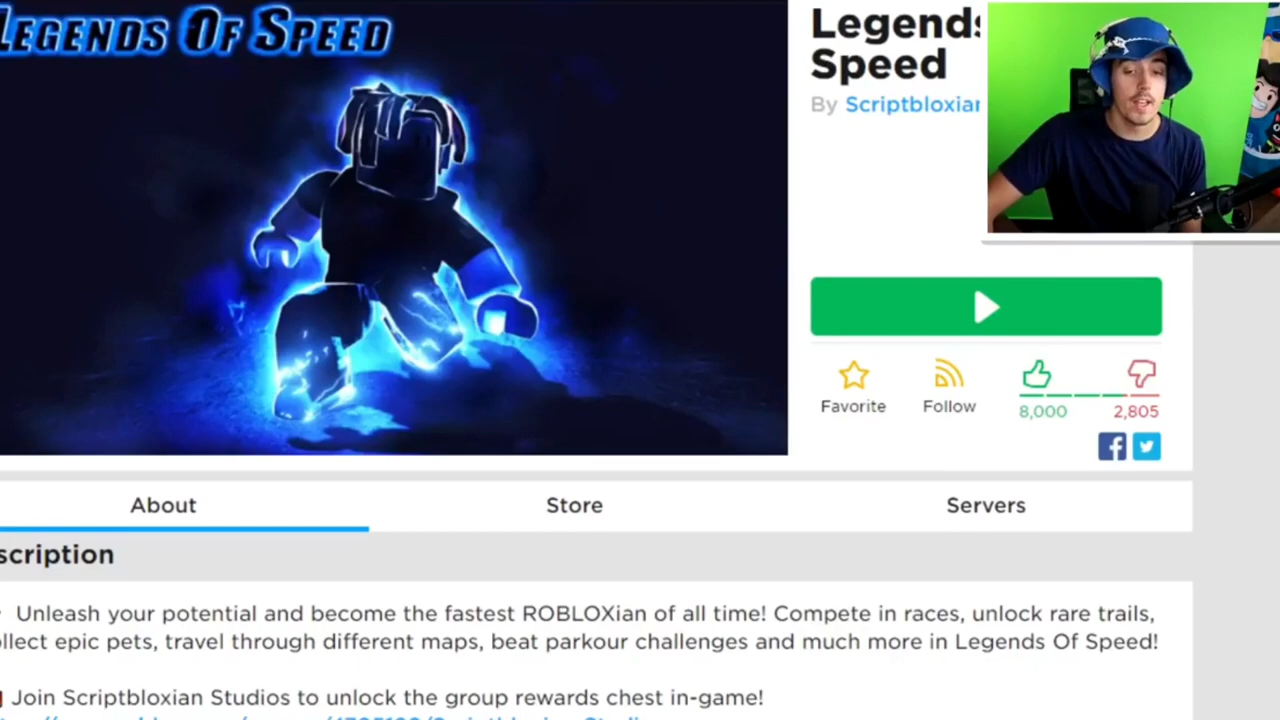 LEGENDS OF SPEED
Legends
Speed
By Scriptbloxian
Favorite
Follow
8,000
2,805
About
Store
Servers
scription
Unleash your potential and become the fastest ROBLOXian of all time! Compete in races, unlock rare trails,
ollect epic pets, travel through different maps, beat parkour challenges and much more in Legends Of Speed!
Join Scriptbloxian Studios to unlock the group rewards chest in-game!